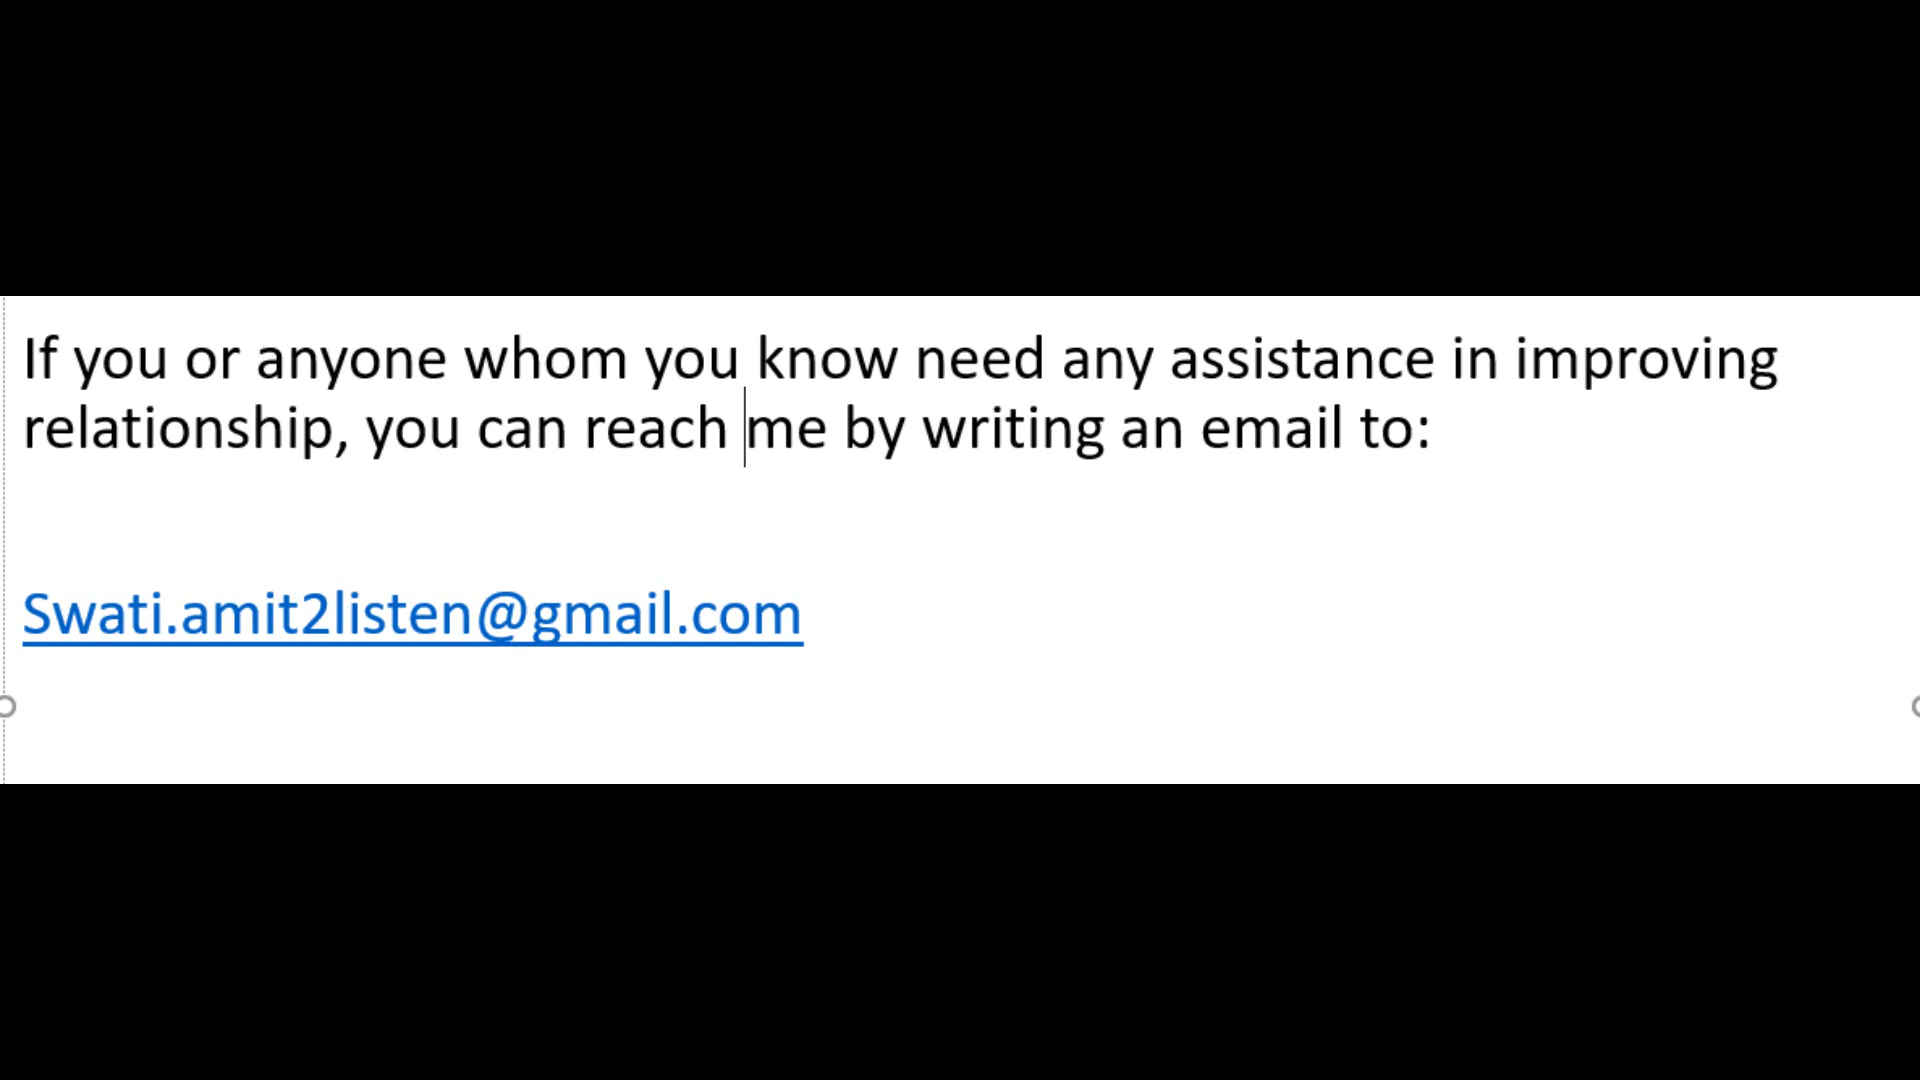 If you or anyone whom you know need any assistance in improving
relationship, you can reach me by writing an email to:
Swati.amit2listen@gmail.com